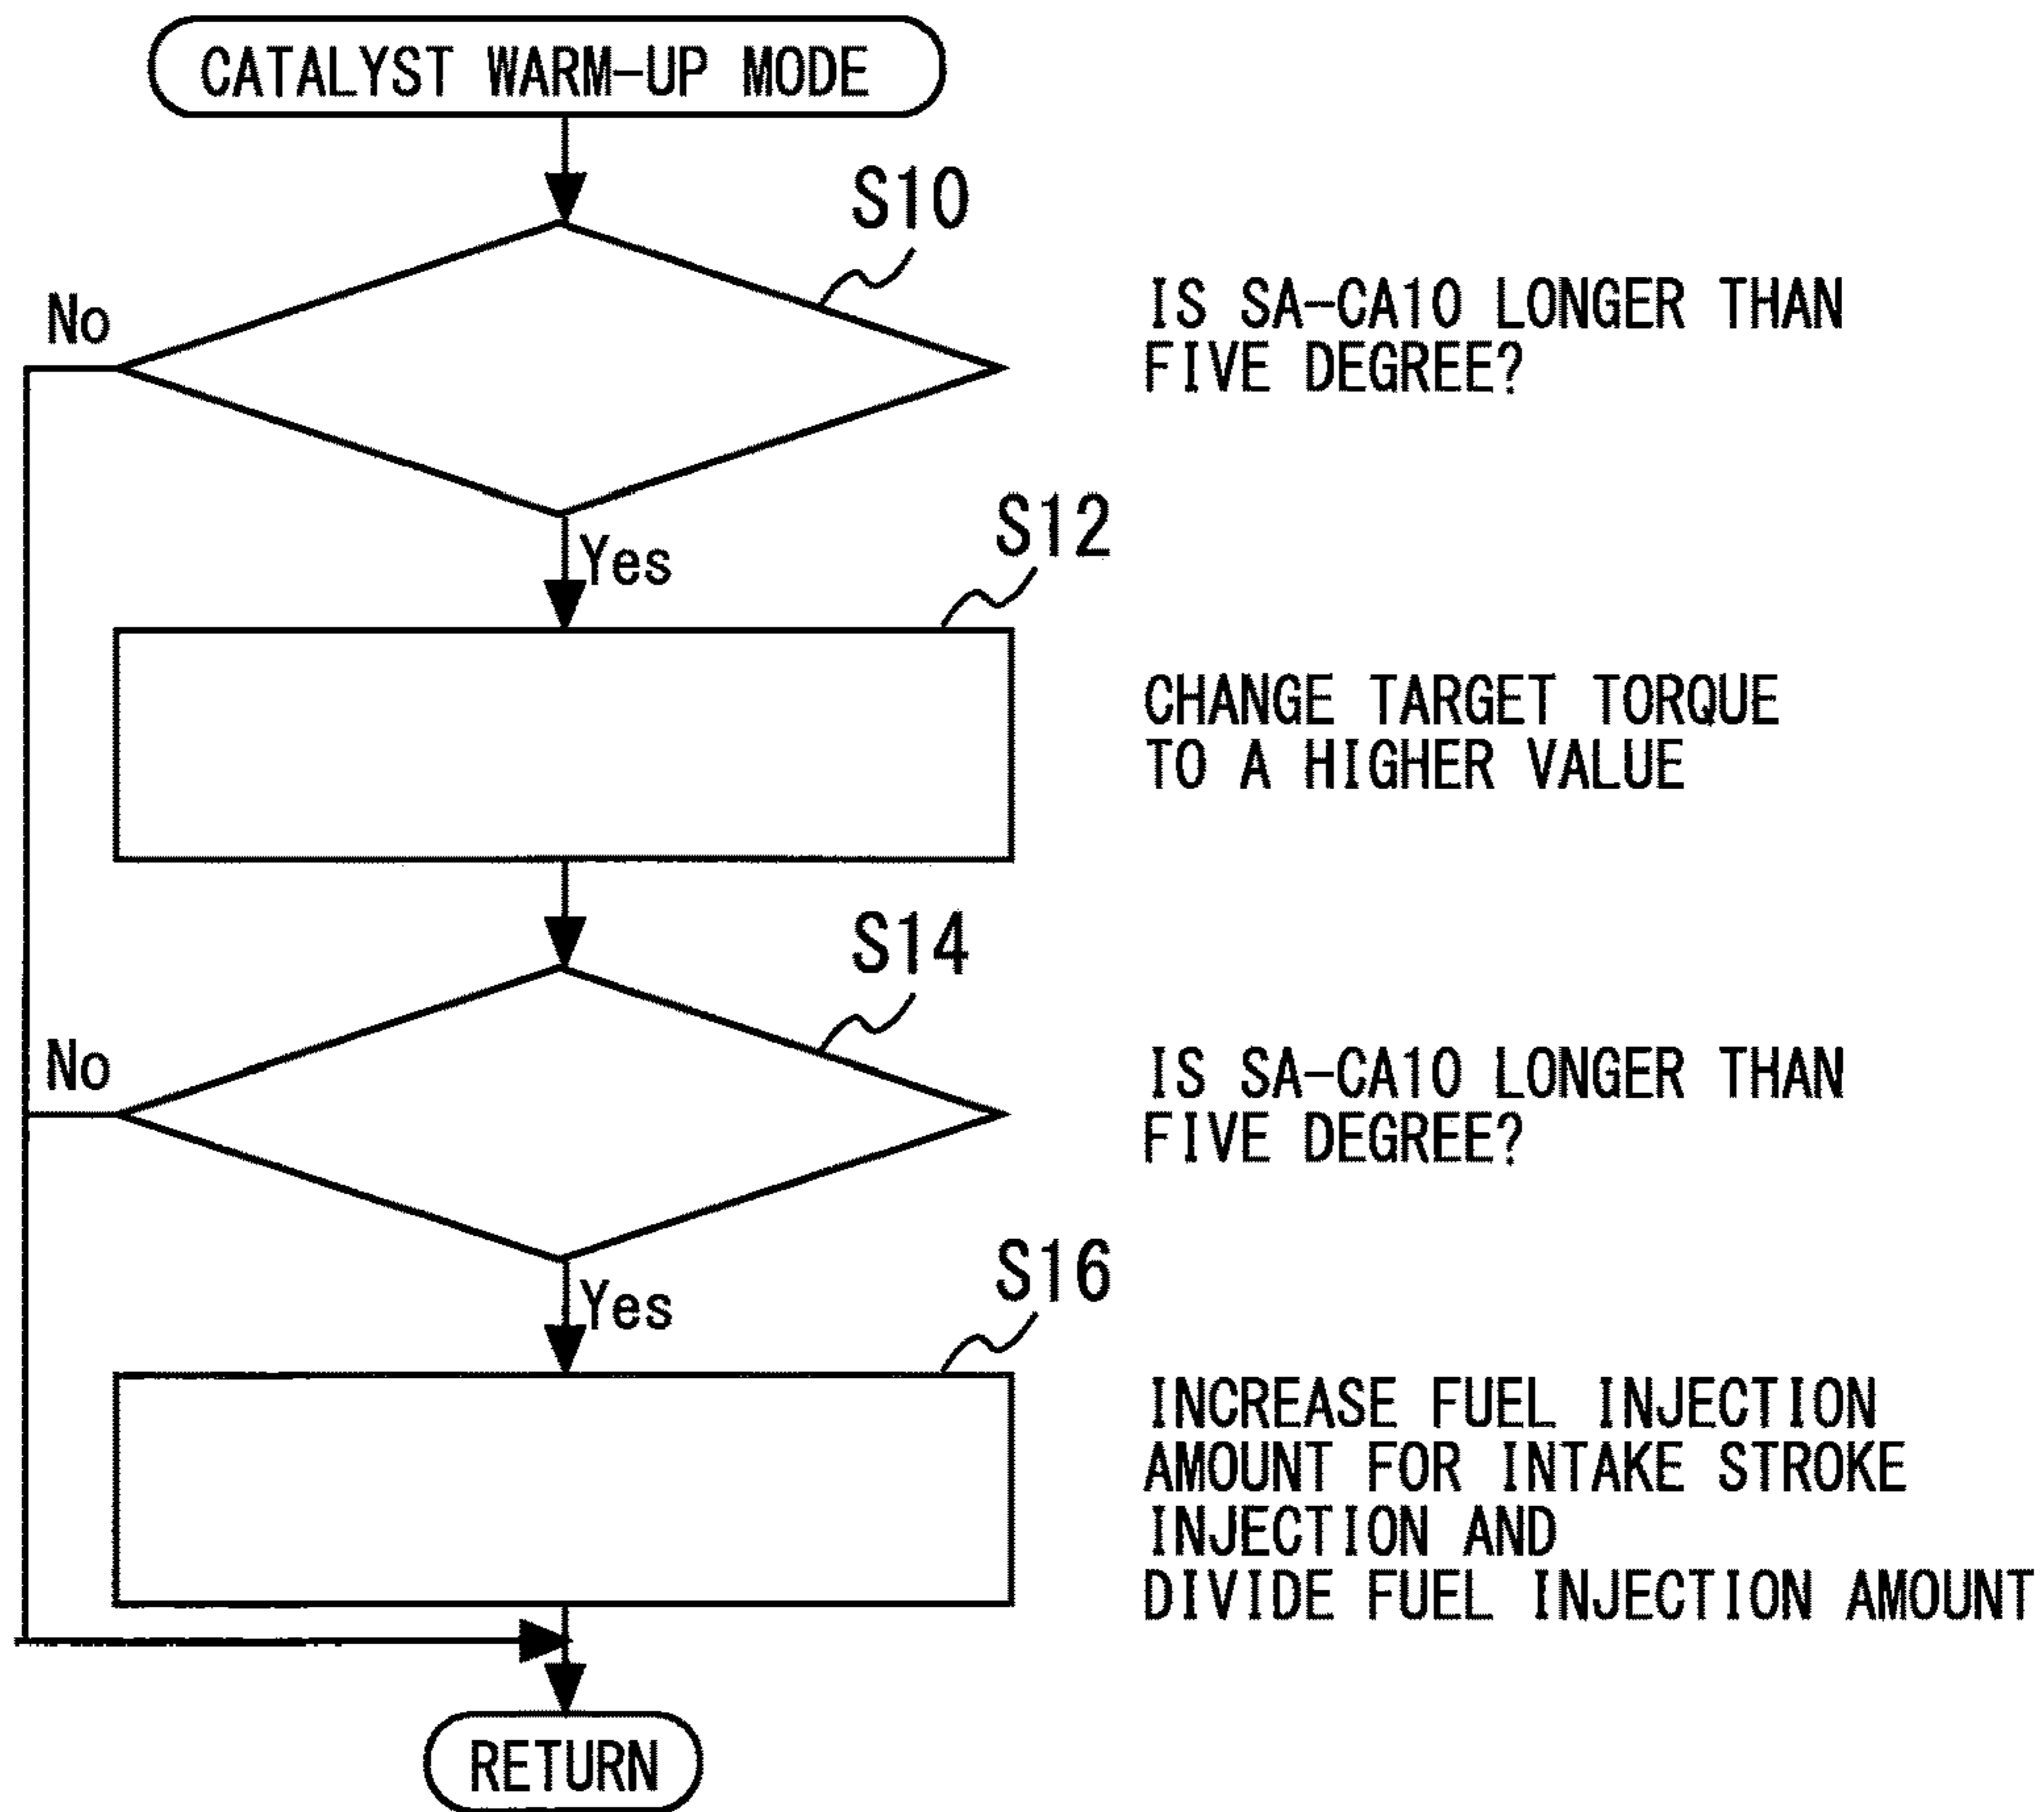 CATALYST WARM-UP MODE
S10
No
IS SA-CA10 LONGER THAN
FIVE DEGREE?
Yes
S12
CHANGE TARGET TORQUE
TO A HIGHER VALUE
S14
No
IS SA-CA10 LONGER THAN
FIVE DEGREE?
Yes
S16
INCREASE FUEL INJECTION
AMOUNT FOR INTAKE STROKE
INJECTION AND
DIVIDE FUEL INJECTION AMOUNT
RETURN